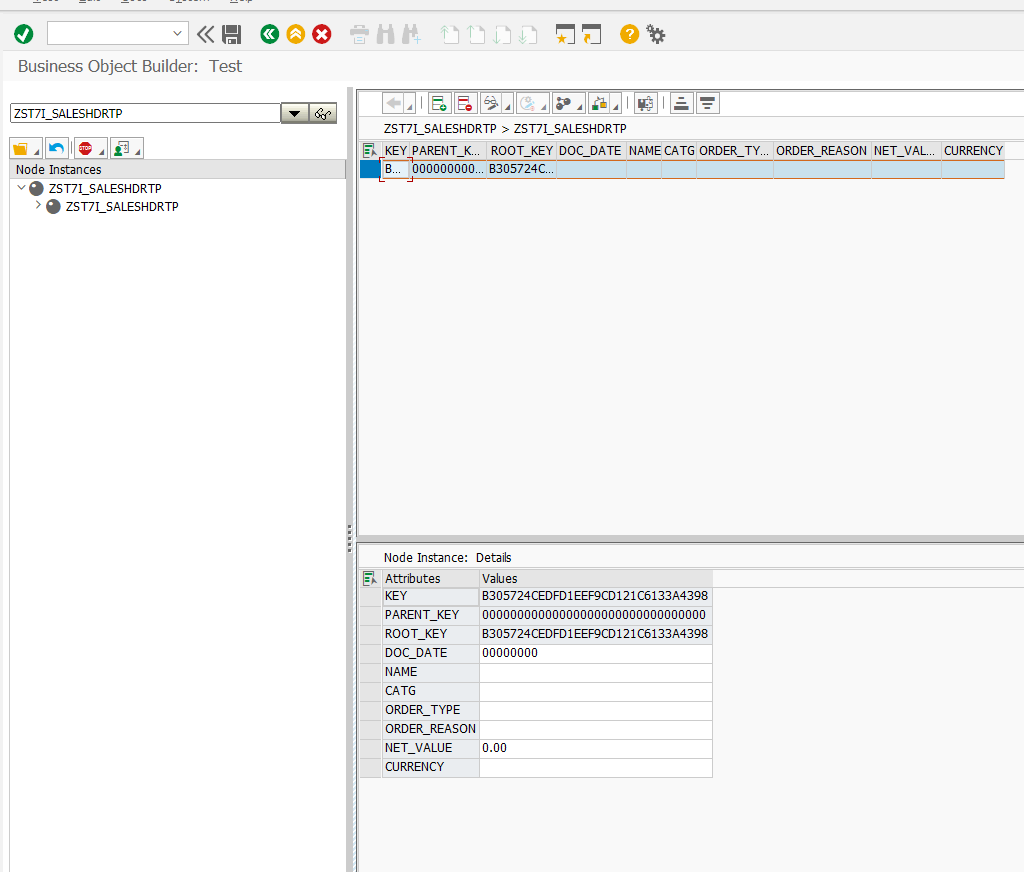 Business Object Builder: Test
ZST7I_SALESHDRTP
STOP
Node Instances
ZST7I_SALESHDRTP
ZST7I_SALESHDRTP
ZST7I_SALESHDRTP > ZST7I_SALESHDRTP
KEY PARENT_K... ROOT_KEY DOC_DATE NAME CATG ORDER_TY... ORDER_REASON NET_VAL... CURRENCY
B... 000000000... B305724C...
Node Instance: Details
Attributes Values
KEY B305724CEDFD1EEF9CD121C6133A4398
PARENT_KEY 00000000000000000000000000000000
ROOT_KEY B305724CEDFD1EEF9CD121C6133A4398
DOC_DATE 00000000
NAME
CATG
ORDER_TYPE
ORDER_REASON
NET_VALUE 0.00
CURRENCY